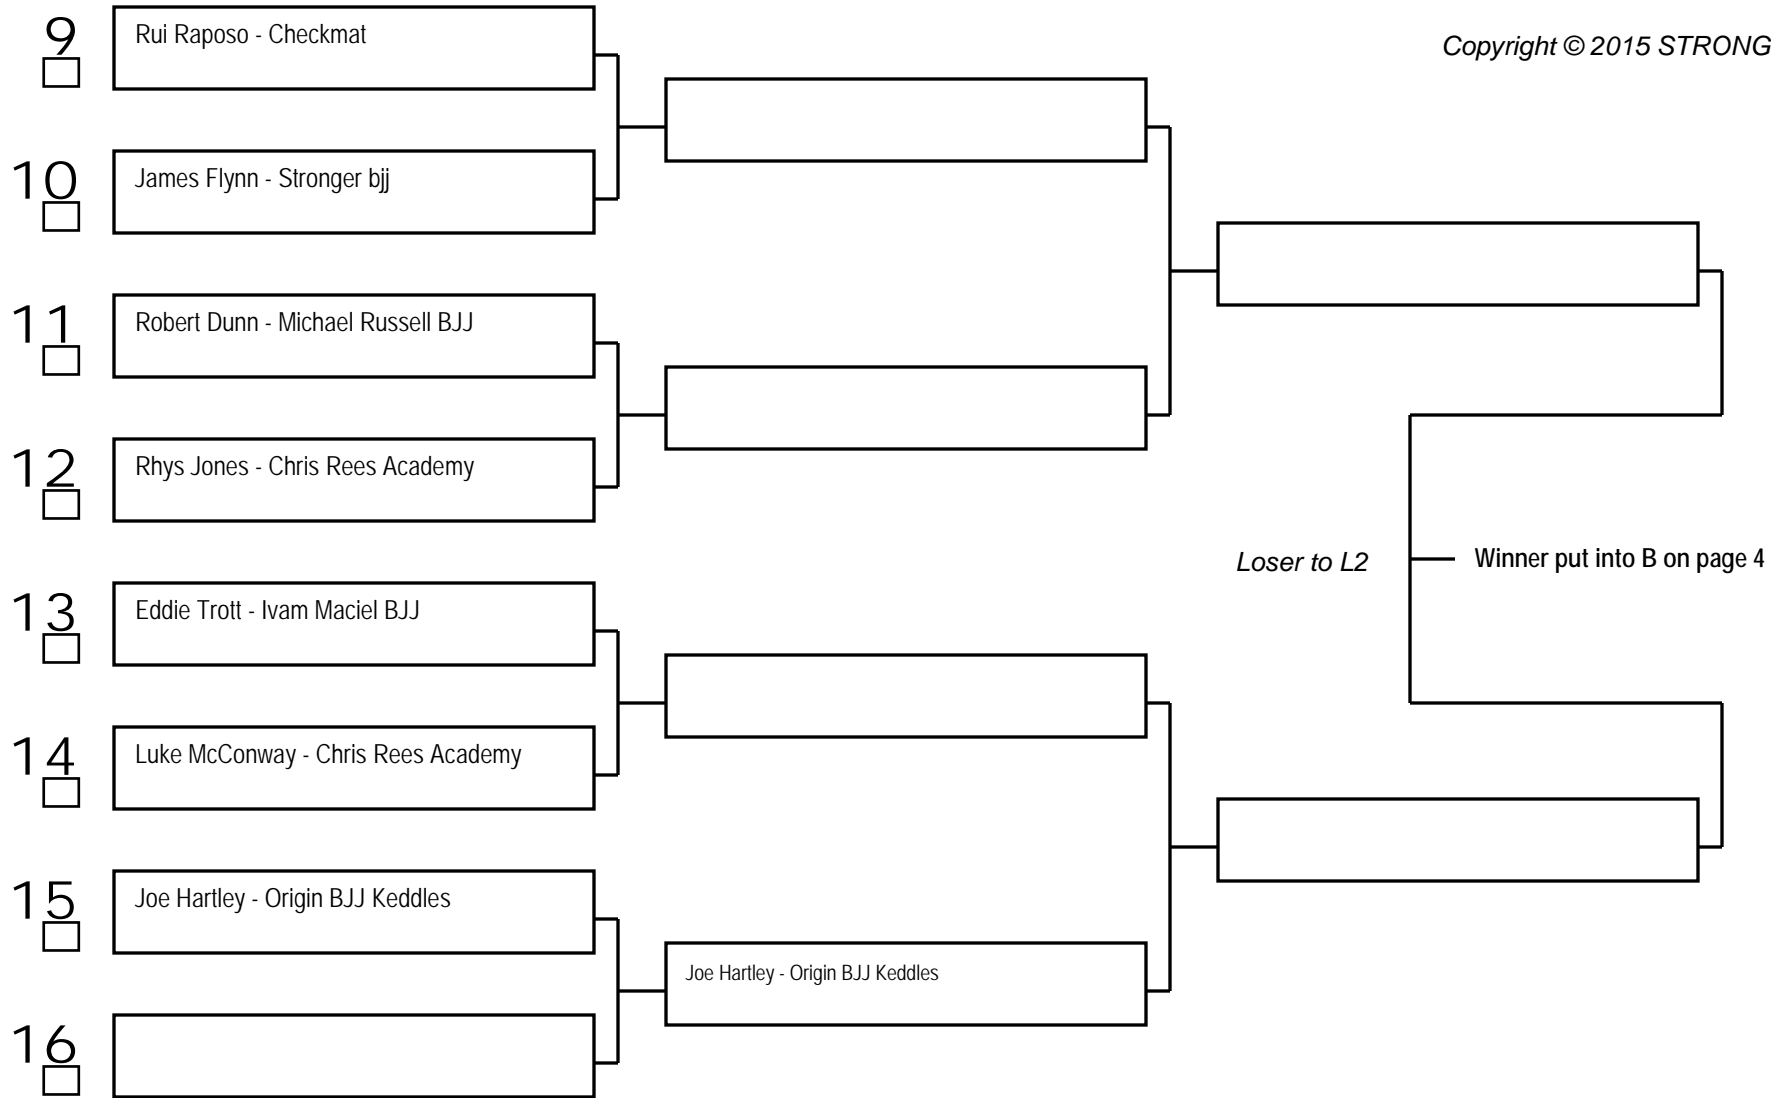 9
Rui Raposo - Checkmat
Copyright © 2015 STRONG
10
James Flynn - Stronger bjj
11
Robert Dunn - Michael Russell BJJ
12
Rhys Jones - Chris Rees Academy
Loser to L2
Winner put into B on page 4
13
Eddie Trott - Ivam Maciel BJJ
14
Luke McConway - Chris Rees Academy
15
Joe Hartley - Origin BJJ Keddles
Joe Hartley - Origin BJJ Keddles
16